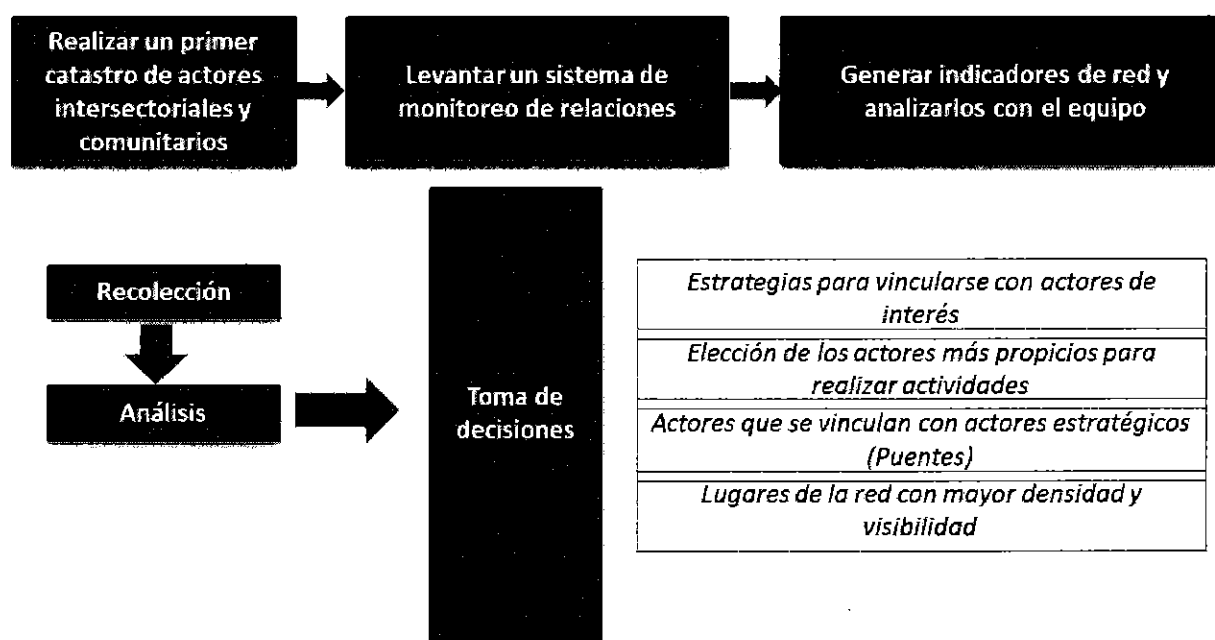 Realizar un primer
catastro de actores
intersectoriales y
comunitarios
Levantar un sistema de
monitoreo de relaciones
Generar indicadores de red y
analizarlos con el equipo
Recolección
Análisis
Toma de
decisiones
Estrategias para vincularse con actores de
interés
Elección de los actores más propicios para
realizar actividades
Actores que se vinculan con actores estratégicos
(Puentes)
Lugares de la red con mayor densidad y
visibilidad